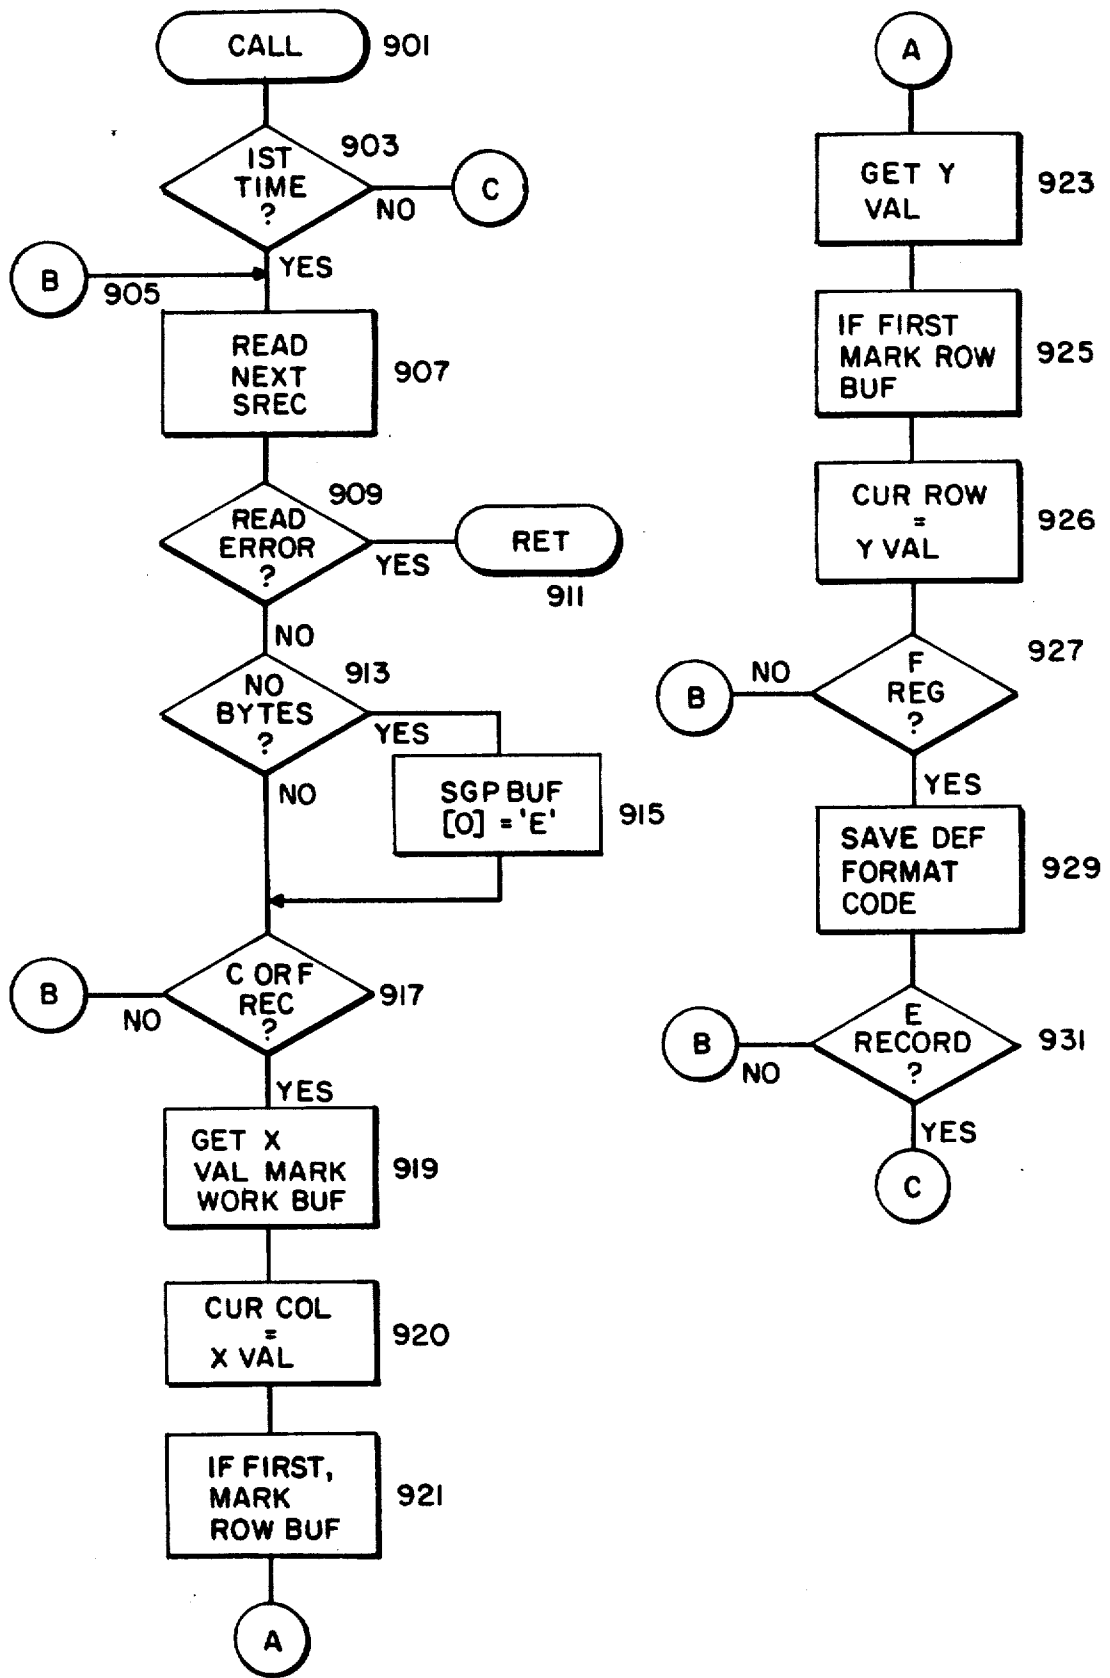 CALL
901
1ST
TIME
?
903
NO
C
YES
B
905
READ
NEXT
SREC
907
READ
ERROR
?
909
YES
RET
911
NO
NO
BYTES
?
913
YES
NO
SGP BUF
[0] = 'E'
915
C OR F
REC
?
917
B
NO
YES
GET X
VAL MARK
WORK BUF
919
CUR COL
=
X VAL
920
IF FIRST,
MARK
ROW BUF
921
A
A
GET Y
VAL
923
IF FIRST
MARK ROW
BUF
925
CUR ROW
=
Y VAL
926
F
REG
?
927
B
NO
YES
SAVE DEF
FORMAT
CODE
929
E
RECORD
?
931
B
NO
YES
C